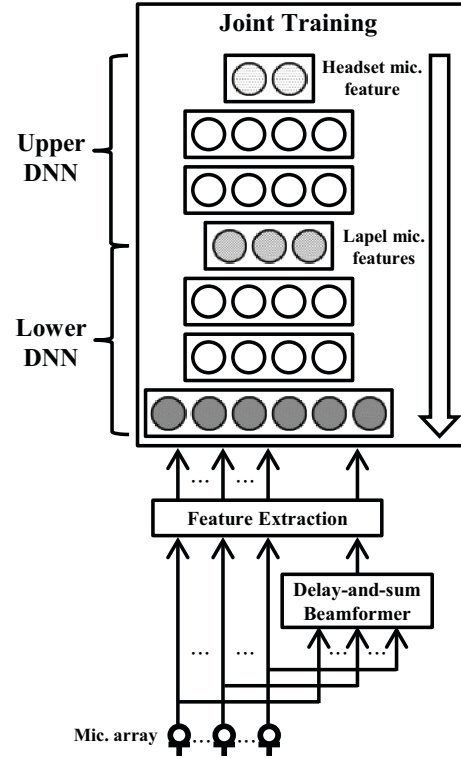 Joint Training
Headset mic.
feature
Upper
DNN
Lapel mic.
features
Lower
DNN
... ...
Feature Extraction
Delay-and-sum
Beamformer
... ... ... ...
Mic. array ... ...